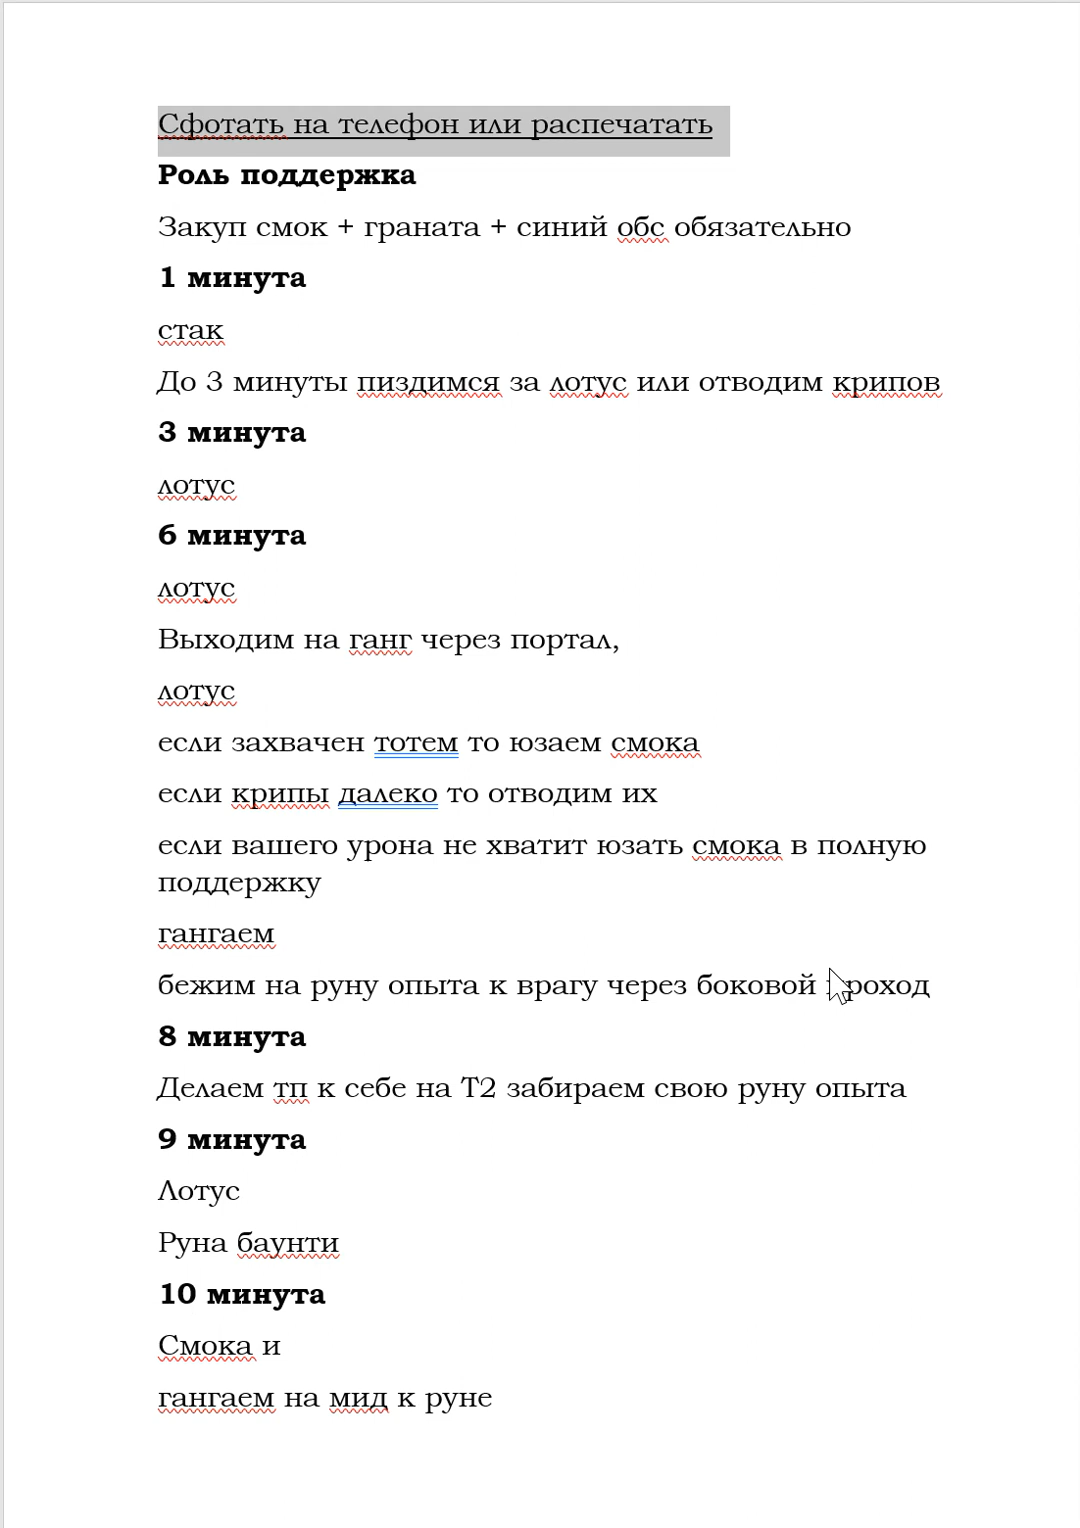 Сфотать на телефон или распечатать
Роль поддержка
Закуп смок + граната + синий обс обязательно
1 минута
стак
До 3 минуты пиздимся за лотус или отводим крипов
3 минута
лотус
6 минута
лотус
Выходим на ганг через портал,
лотус
если захвачен тотем то юзаем смока
если крипы далеко то отводим их
если вашего урона не хватит юзать смока в полную
поддержку
гангаем
бежим на руну опыта к врагу через боковой проход
8 минута
Делаем тп к себе на Т2 забираем свою руну опыта
9 минута
Лотус
Руна баунти
10 минута
Смока и
гангаем на мид к руне